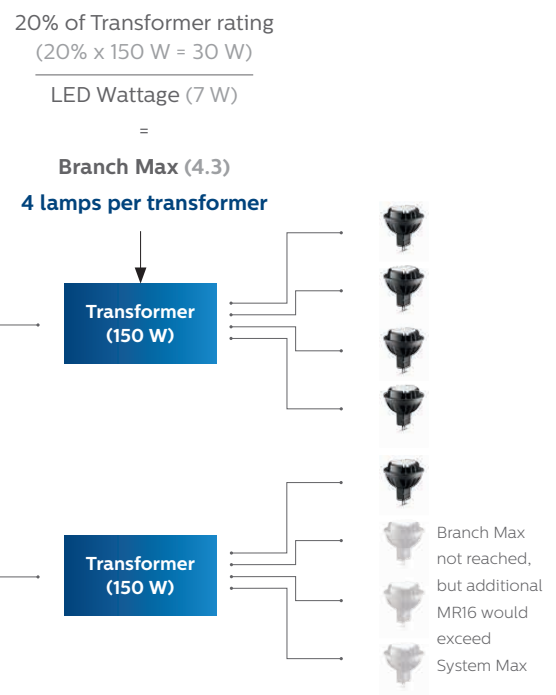 20% of Transformer rating
(20% x 150 W = 30 W)
LED Wattage (7 W)
=
Branch Max (4.3)
4 lamps per transformer
Transformer
(150 W)
Transformer
(150 W)
Branch Max
not reached,
but additional
MR16 would
exceed
System Max